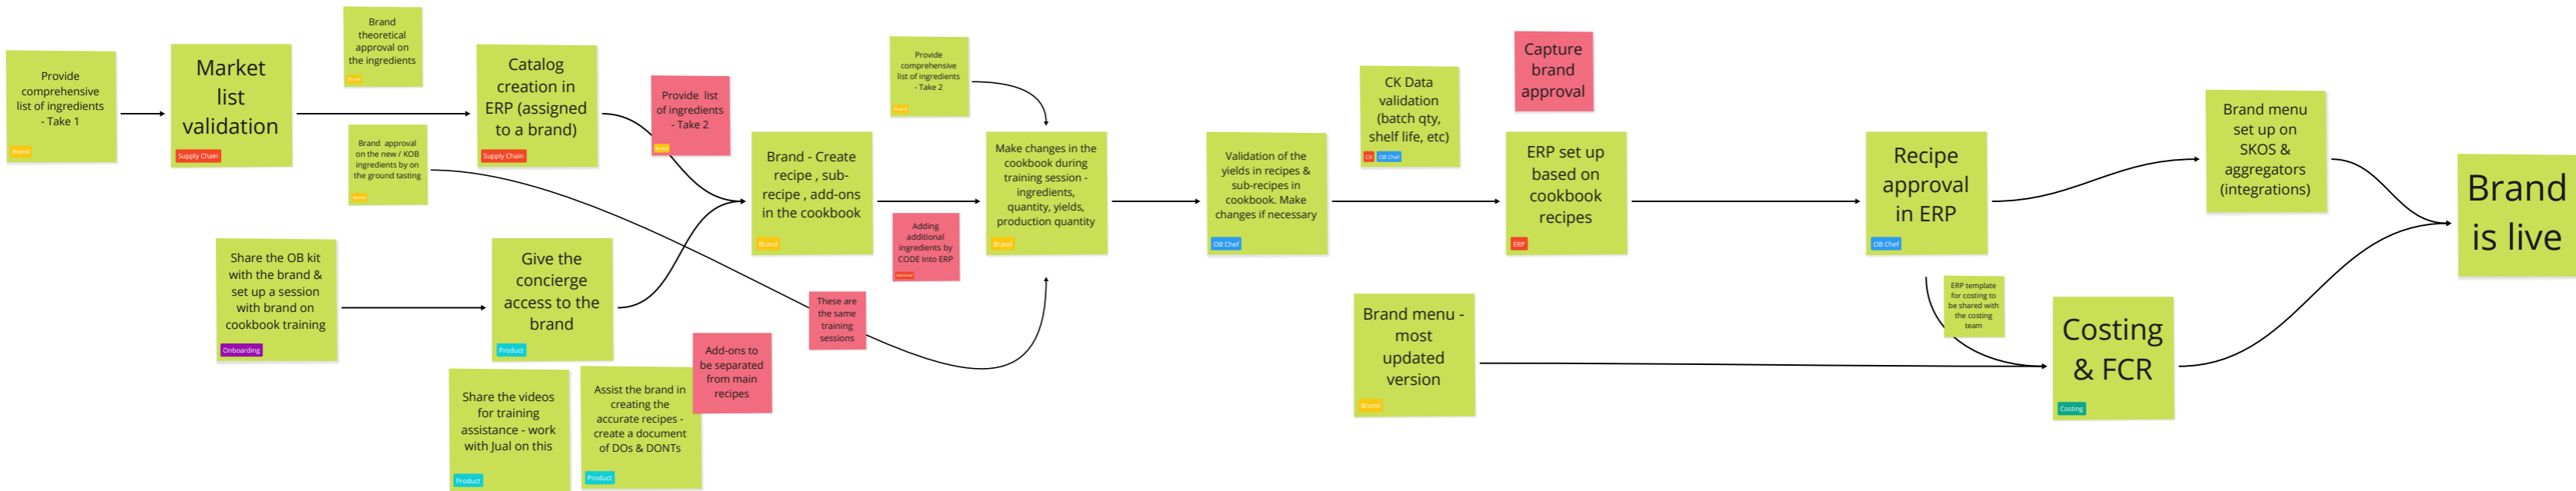 Provide
comprehensive
list of ingredients
- Take 1
Brand
Market
list
validation
Supply Chain
Brand
theoretical
approval on
the ingredients
Brand
Brand approval
on the new / KOB
ingredients by on
the ground tasting
Brand
Catalog
creation in
ERP (assigned
to a brand)
Supply Chain
Provide list
of ingredients
- Take 2
Share the OB kit
with the brand &
set up a session
with brand on
cookbook training
Onboarding
Give the
concierge
access to the
brand
Product
Share the videos
for training
assistance - work
with Jual on this
Product
Assist the brand in
creating the
accurate recipes -
create a document
of DOs & DONTs
Product
Add-ons to
be separated
from main
recipes
Brand - Create
recipe , sub-
recipe , add-ons
in the cookbook
Brand
These are
the same
training
sessions
Provide
comprehensive
list of ingredients
- Take 2
Brand
Adding
additional
ingredients by
CODE into ERP
Make changes in the
cookbook during
training session -
ingredients,
quantity, yields,
production quantity
Brand
Validation of the
yields in recipes &
sub-recipes in
cookbook. Make
changes if necessary
OB Chef
CK Data
validation
(batch qty,
shelf life, etc)
CK
OB Chef
Capture
brand
approval
ERP set up
based on
cookbook
recipes
ERP
Brand menu -
most
updated
version
Brand
Recipe
approval
in ERP
OB Chef
ERP template
for costing to
be shared with
the costing
team
Costing
& FCR
Costing
Brand menu
set up on
SKOS &
aggregators
(integrations)
Brand
is live